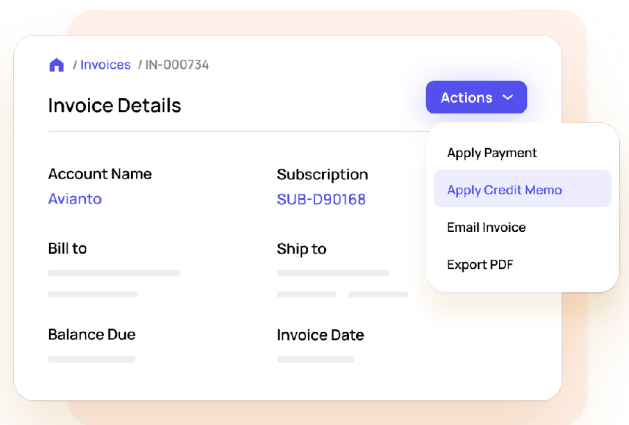 / Invoices / IN-000734
Invoice Details
Actions
Apply Payment
Apply Credit Memo
Email Invoice
Export PDF
Account Name
Subscription
Avianto
SUB-D90168
Bill to
Ship to
Balance Due
Invoice Date